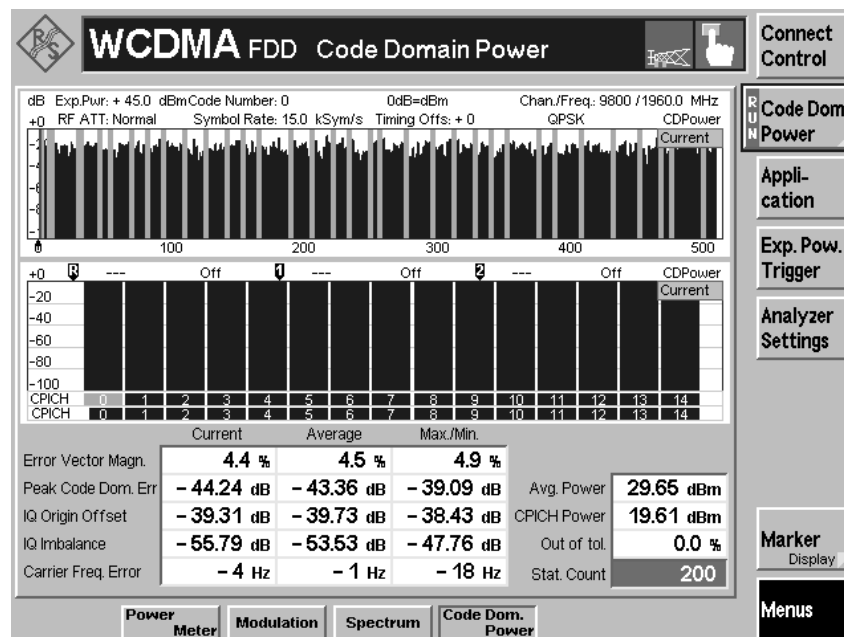 R&S
WCDMA FDD Code Domain Power
Connect Control
dB Exp.Pwr: + 45.0 dBm Code Number: 0 0dB=dBm Chan./Freq.: 9800 / 1960.0 MHz
+0 RF ATT: Normal Symbol Rate: 15.0 kSym/s Timing Offs: + 0 QPSK CDPower
Current
RUN
Code Dom Power
Appli-
cation
100 200 300 400 500
Exp. Pow.
Trigger
+0 R --- Off 1 --- Off 2 --- Off CDPower
Current
-20
-40
-60
-80
-100
Analyzer
Settings
CPICH 0 1 2 3 4 5 6 7 8 9 10 11 12 13 14
CPICH 0 1 2 3 4 5 6 7 8 9 10 11 12 13 14
Current Average Max./Min.
Error Vector Magn. 4.4 % 4.5 % 4.9 %
Peak Code Dom. Err – 44.24 dB – 43.36 dB – 39.09 dB Avg. Power 29.65 dBm
IQ Origin Offset – 39.31 dB – 39.73 dB – 38.43 dB CPICH Power 19.61 dBm
IQ Imbalance – 55.79 dB – 53.53 dB – 47.76 dB Out of tol. 0.0 %
Carrier Freq. Error – 4 Hz – 1 Hz – 18 Hz Stat. Count 200
Marker
Display
Power Meter
Modulation
Spectrum
Code Dom. Power
Menus